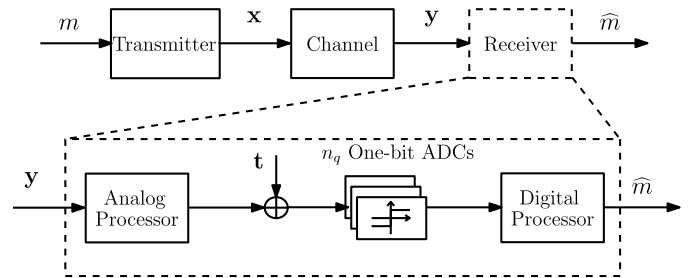 m x y m̂
Transmitter Channel Receiver
t n_q One-bit ADCs
y m̂
Analog Processor
Digital Processor